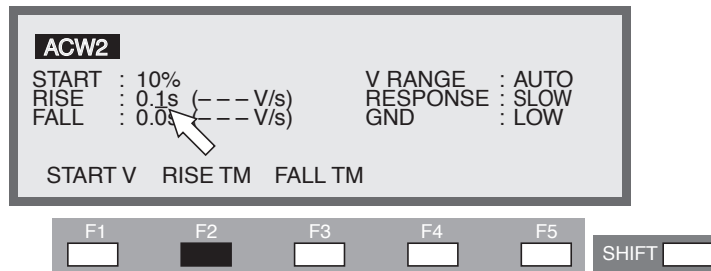 ACW2
START : 10% V RANGE : AUTO
RISE : 0.1s (– – – V/s) RESPONSE : SLOW
FALL : 0.0s (– – – V/s) GND : LOW
START V RISE TM FALL TM
F1 F2 F3 F4 F5
SHIFT